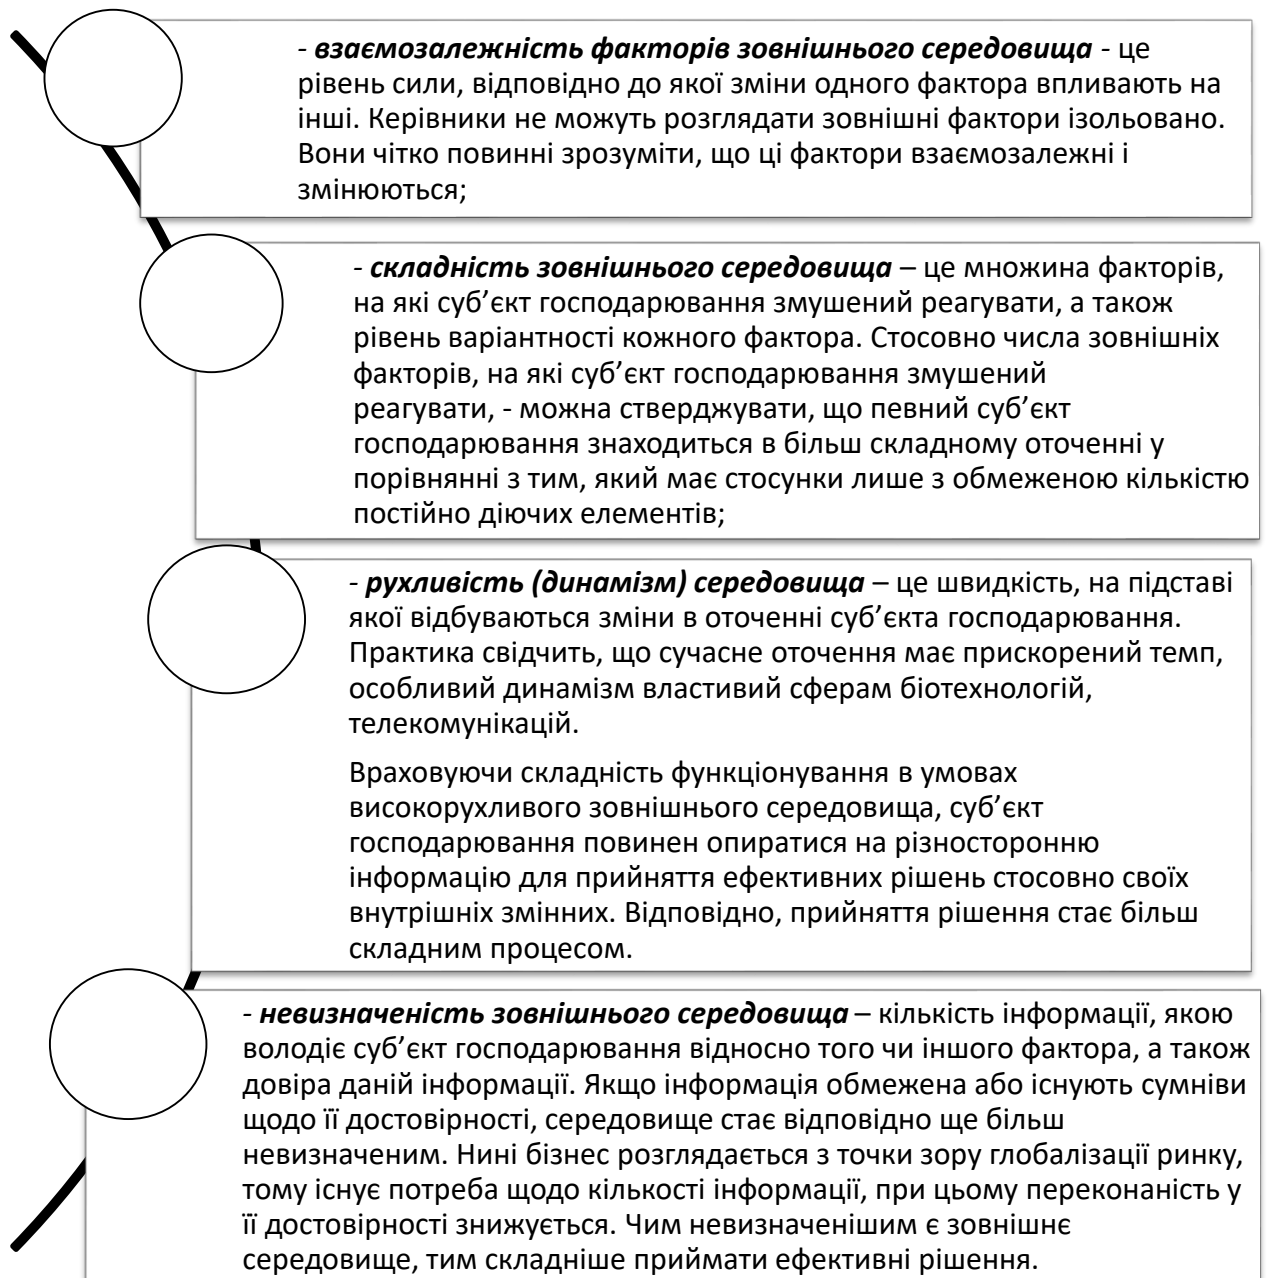 - взаємозалежність факторів зовнішнього середовища - це
рівень сили, відповідно до якої зміни одного фактора впливають на
інші. Керівники не можуть розглядати зовнішні фактори ізольовано.
Вони чітко повинні зрозуміти, що ці фактори взаємозалежні і
змінюються;
- складність зовнішнього середовища – це множина факторів,
на які суб’єкт господарювання змушений реагувати, а також
рівень варіантності кожного фактора. Стосовно числа зовнішніх
факторів, на які суб’єкт господарювання змушений
реагувати, - можна стверджувати, що певний суб’єкт
господарювання знаходиться в більш складному оточенні у
порівнянні з тим, який має стосунки лише з обмеженою кількістю
постійно діючих елементів;
- рухливість (динамізм) середовища – це швидкість, на підставі
якої відбуваються зміни в оточенні суб’єкта господарювання.
Практика свідчить, що сучасне оточення має прискорений темп,
особливий динамізм властивий сферам біотехнологій,
телекомунікацій.
Враховуючи складність функціонування в умовах
високорухливого зовнішнього середовища, суб’єкт
господарювання повинен опиратися на різносторонню
інформацію для прийняття ефективних рішень стосовно своїх
внутрішніх змінних. Відповідно, прийняття рішення стає більш
складним процесом.
- невизначеність зовнішнього середовища – кількість інформації, якою
володіє суб’єкт господарювання відносно того чи іншого фактора, а також
довіра даній інформації. Якщо інформація обмежена або існують сумніви
щодо її достовірності, середовище стає відповідно ще більш
невизначеним. Нині бізнес розглядається з точки зору глобалізації ринку,
тому існує потреба щодо кількості інформації, при цьому переконаність у
її достовірності знижується. Чим невизначенішим є зовнішнє
середовище, тим складніше приймати ефективні рішення.